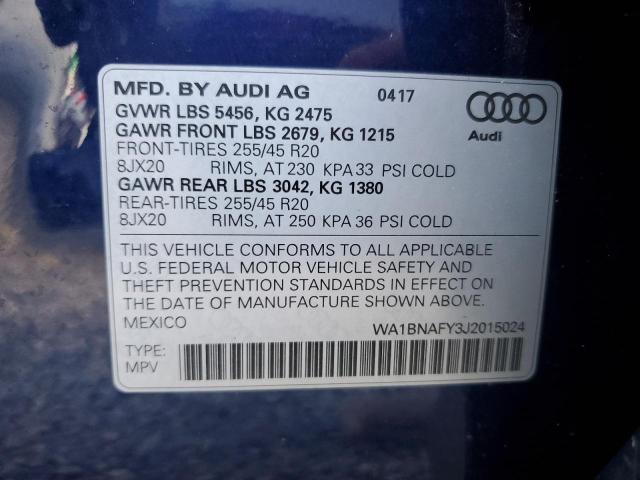 MFD. BY AUDI AG 0417
GVWR LBS 5456, KG 2475
GAWR FRONT LBS 2679, KG 1215
FRONT-TIRES 255/45 R20
8JX20 RIMS, AT 230 KPA 33 PSI COLD
GAWR REAR LBS 3042, KG 1380
REAR-TIRES 255/45 R20
8JX20 RIMS, AT 250 KPA 36 PSI COLD
Audi
THIS VEHICLE CONFORMS TO ALL APPLICABLE
U.S. FEDERAL MOTOR VEHICLE SAFETY AND
THEFT PREVENTION STANDARDS IN EFFECT ON
THE DATE OF MANUFACTURE SHOWN ABOVE.
MEXICO WA1BNAFY3J2015024
TYPE:
MPV